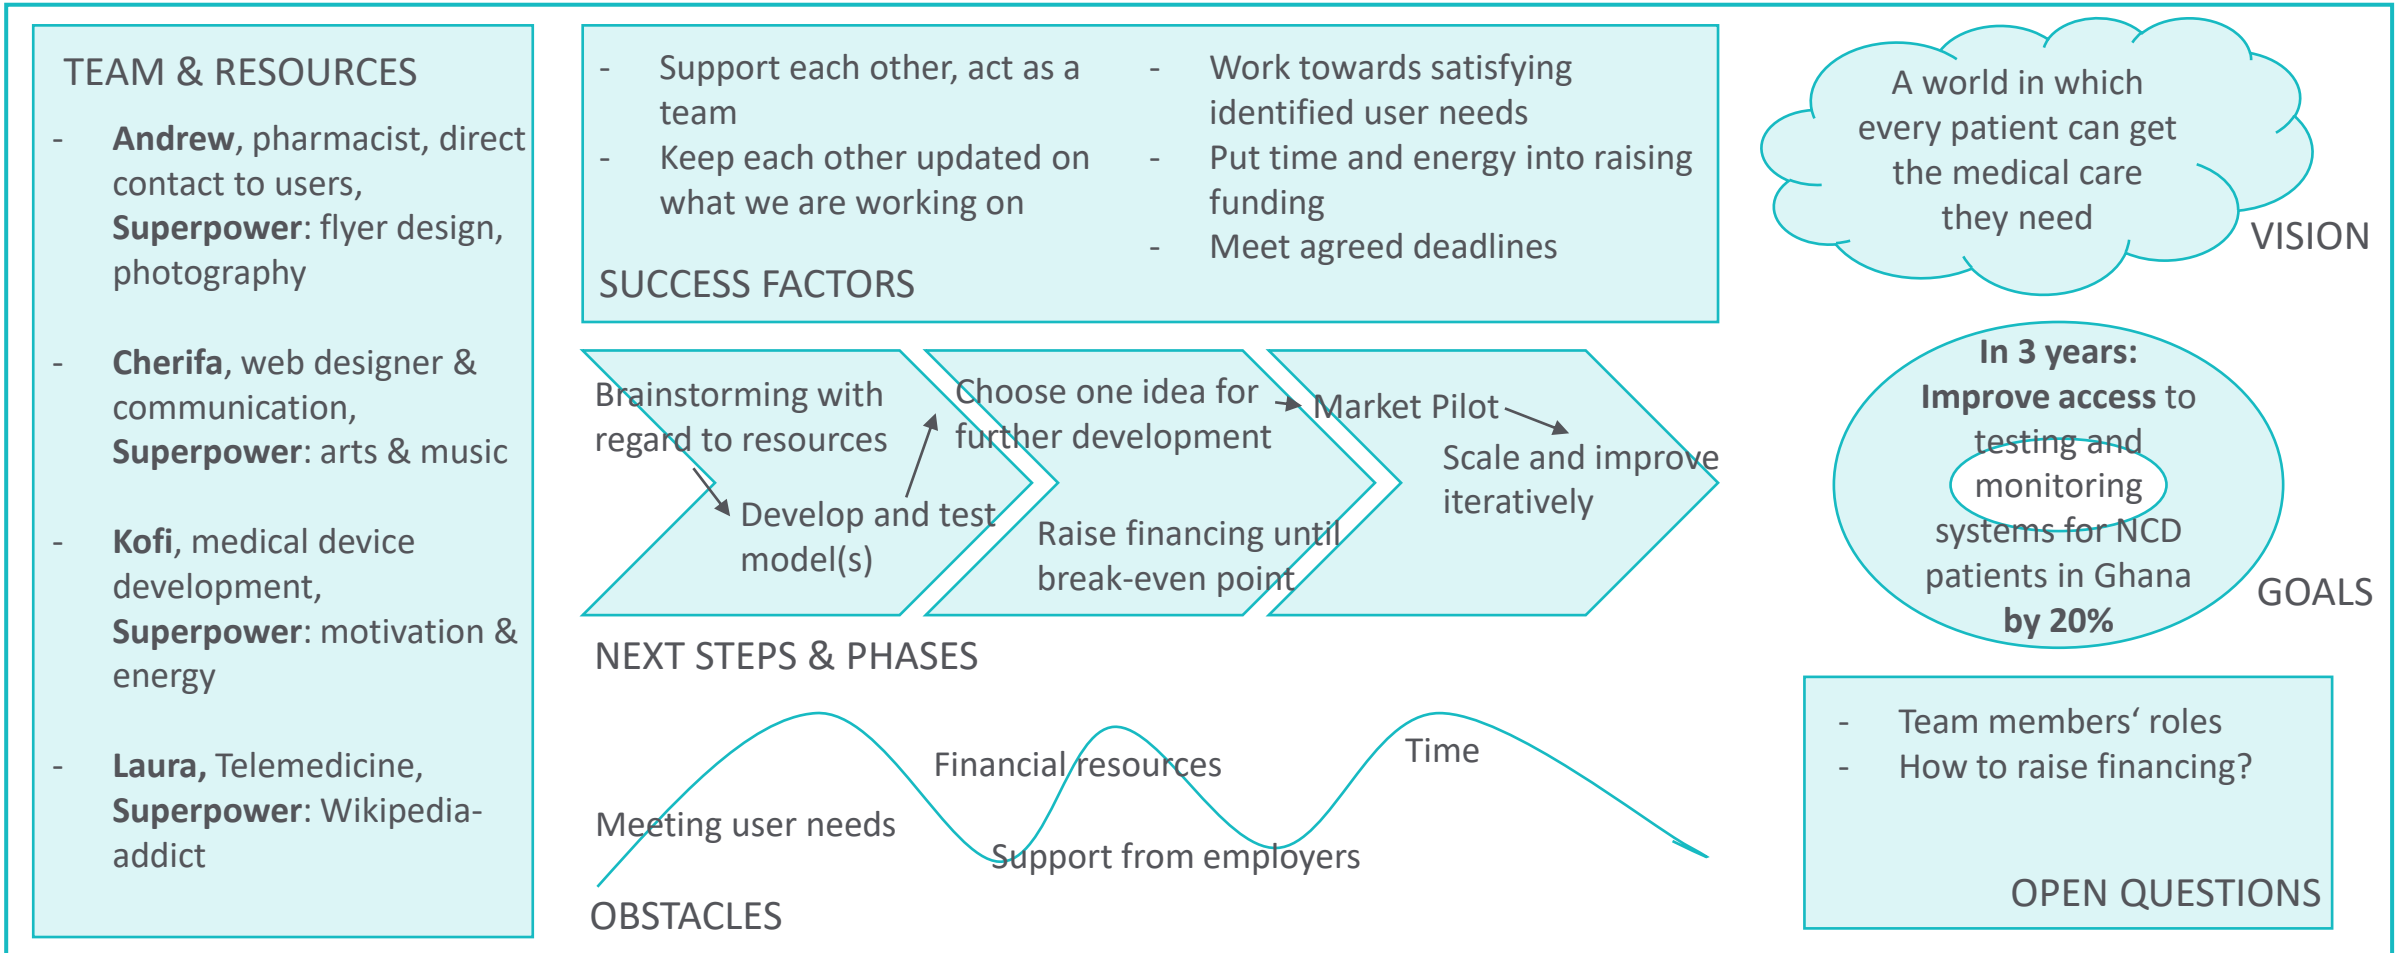 TEAM & RESOURCES
- Andrew, pharmacist, direct
contact to users,
Superpower: flyer design,
photography
- Cherifa, web designer &
communication,
Superpower: arts & music
- Kofi, medical device
development,
Superpower: motivation &
energy
- Laura, Telemedicine,
Superpower: Wikipedia-
addict
- Support each other, act as a
team
- Keep each other updated on
what we are working on
- Work towards satisfying
identified user needs
- Put time and energy into raising
funding
- Meet agreed deadlines
SUCCESS FACTORS
A world in which
every patient can get
the medical care
they need
VISION
Brainstorming with
regard to resources
Develop and test
model(s)
Choose one idea for
further development
Raise financing until
break-even point
Market Pilot
Scale and improve
iteratively
NEXT STEPS & PHASES
In 3 years:
Improve access to
testing and
monitoring
systems for NCD
patients in Ghana
by 20%
GOALS
Meeting user needs
Financial resources
Support from employers
Time
OBSTACLES
- Team members‘ roles
- How to raise financing?
OPEN QUESTIONS